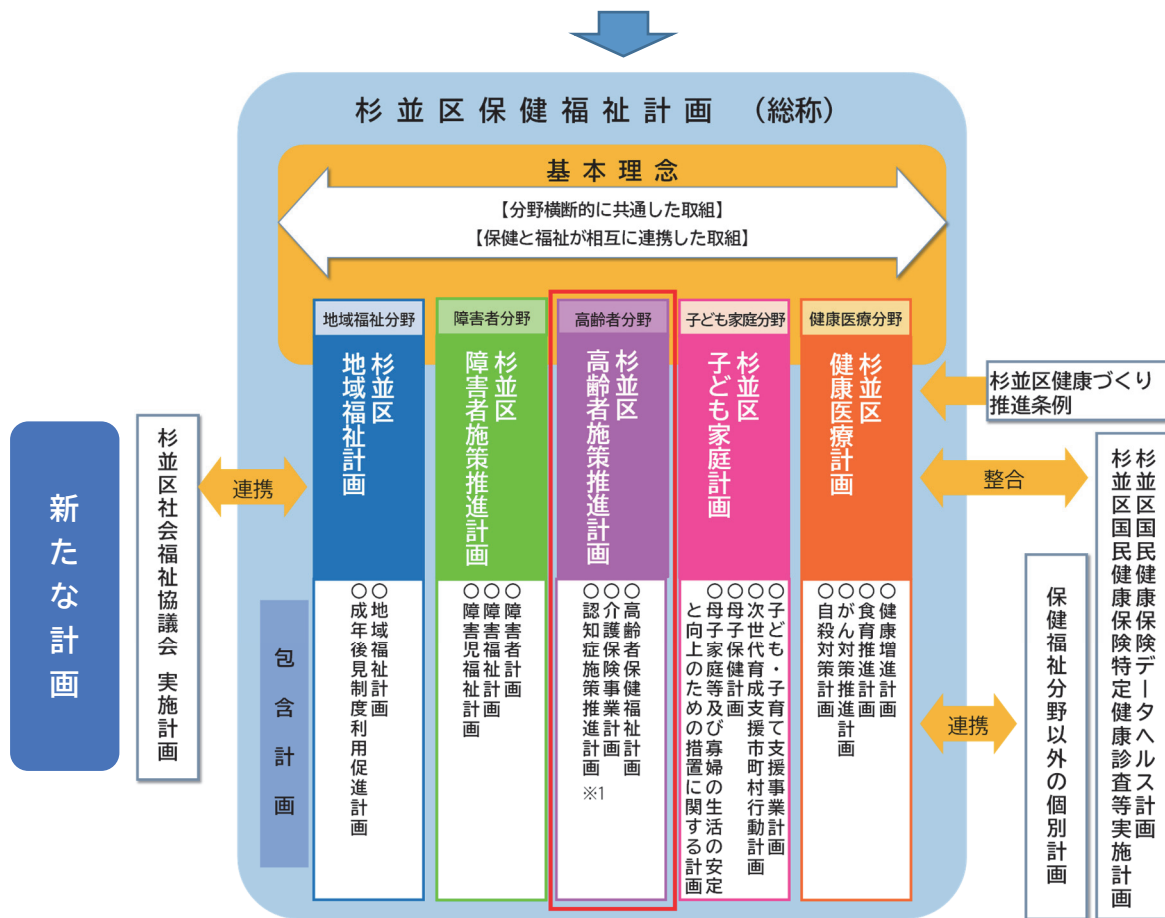 杉並区保健福祉計画（総称）
基本理念
【分野横断的に共通した取組】
【保健と福祉が相互に連携した取組】
地域福祉分野
杉並区
地域福祉計画
障害者分野
杉並区
障害者施策推進計画
高齢者分野
杉並区
高齢者施策推進計画
子ども家庭分野
杉並区
子ども家庭計画
健康医療分野
杉並区
健康医療計画
新たな計画
杉並区社会福祉協議会 実施計画
連携
包含計画
○地域福祉計画
○成年後見制度利用促進計画
○障害者計画
○障害福祉計画
○障害児福祉計画
○高齢者保健福祉計画
○介護保険事業計画
○認知症施策推進計画 ※1
○子ども・子育て支援事業計画
○次世代育成支援市町村行動計画
○母子保健計画
○母子家庭等及び寡婦の生活の安定
と向上のための措置に関する計画
○健康増進計画
○食育推進計画
○がん対策推進計画
○自殺対策計画
杉並区健康づくり
推進条例
整合
杉並区国民健康保険データヘルス計画
杉並区国民健康保険特定健康診査等実施計画
連携
保健福祉分野以外の個別計画